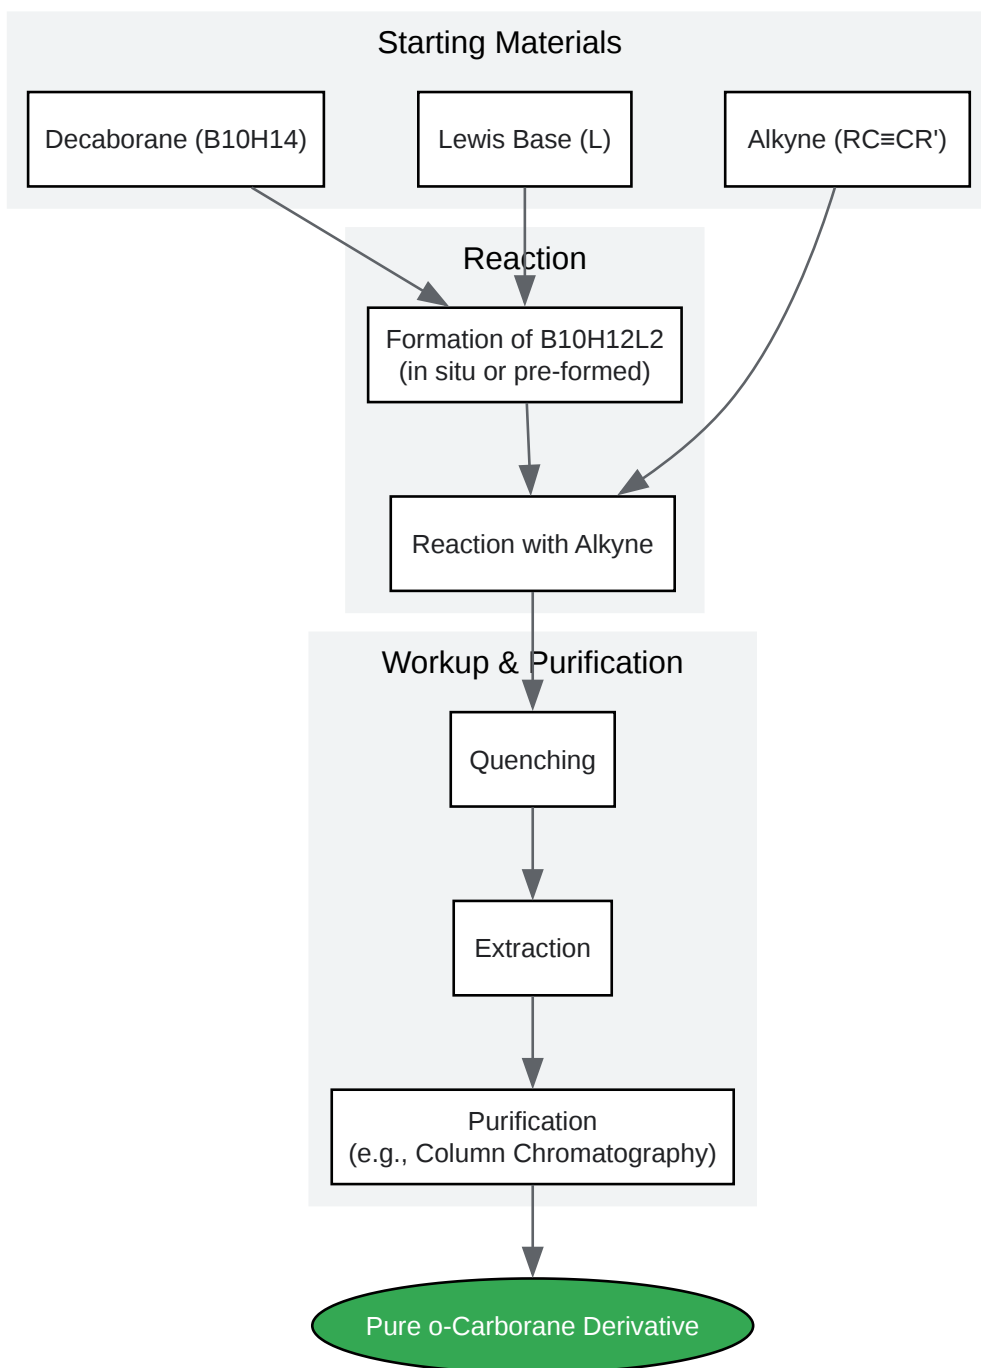 Starting Materials
Decaborane (B10H14)
Lewis Base (L)
Alkyne (RC≡CR')
Reaction
Formation of B10H12L2
(in situ or pre-formed)
Reaction with Alkyne
Workup & Purification
Quenching
Extraction
Purification
(e.g., Column Chromatography)
Pure o-Carborane Derivative